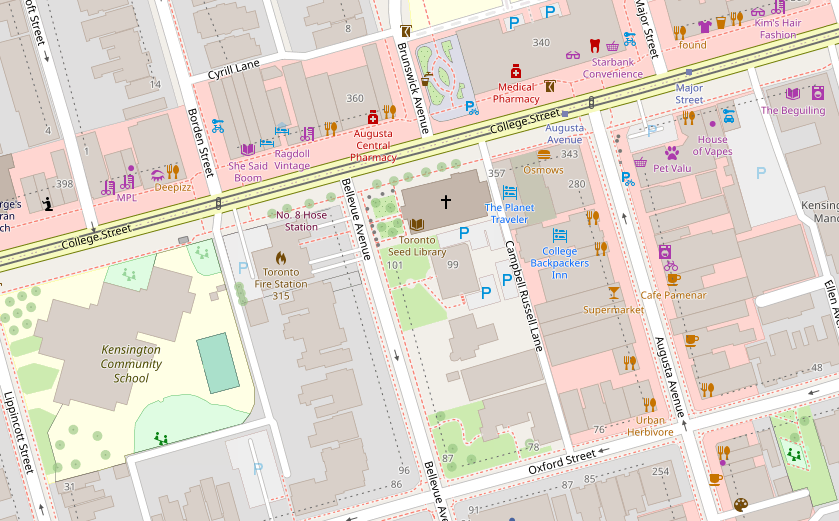 oft Street
8
Cyrill Lane
14
4
1
Borden Street
360
Brunswick Avenue
P
P
340
Major Street
found
Kim's Hair
Fashion
Starbank
Convenience
Medical
Pharmacy
P
College Street
Augusta
Avenue
Major
Street
The Beguiling
Augusta
Central
Pharmacy
She Said
Boom
Ragdoll
Vintage
398
MPL
Deepizz
rge's
ran
ch
College Street
P
House
of Vapes
Pet Valu
P
P
343
Osmows
280
357
The Planet
Traveler
Bellevue Avenue
No. 8 Hose
Station
Toronto
Seed Library
P
101
99
P
P
College
Backpackers
Inn
Kensing
Mano
P
Toronto
Fire Station
315
Campbell Russell Lane
Supermarket
Cafe Pamenar
Ellen Ave
Kensington
Community
School
Augusta Avenue
48
Lippincott Street
Urban
Herbivore
76
78
87
Oxford Street
254
P
96
86
31
Bellevue Ave
87
85
91